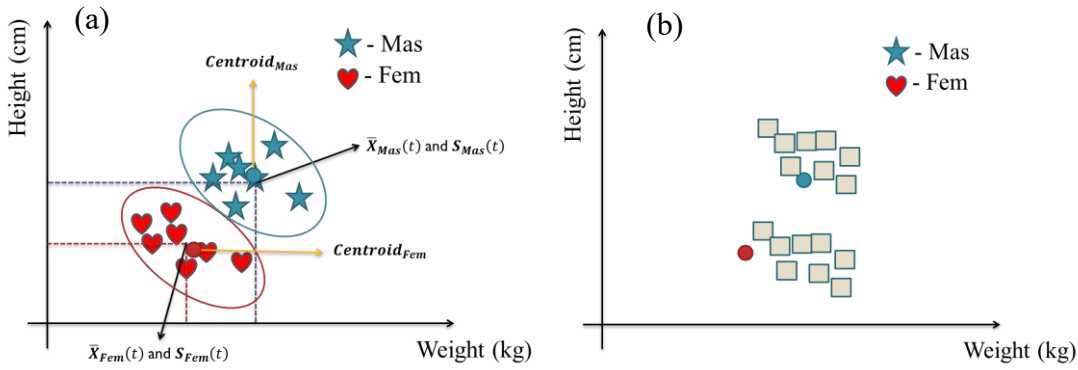 (a)
Height (cm)
- Mas
- Fem
Centroid_Mas
X̄_Mas(t) and S_Mas(t)
Centroid_Fem
X̄_Fem(t) and S_Fem(t)
Weight (kg)
(b)
Height (cm)
- Mas
- Fem
Weight (kg)